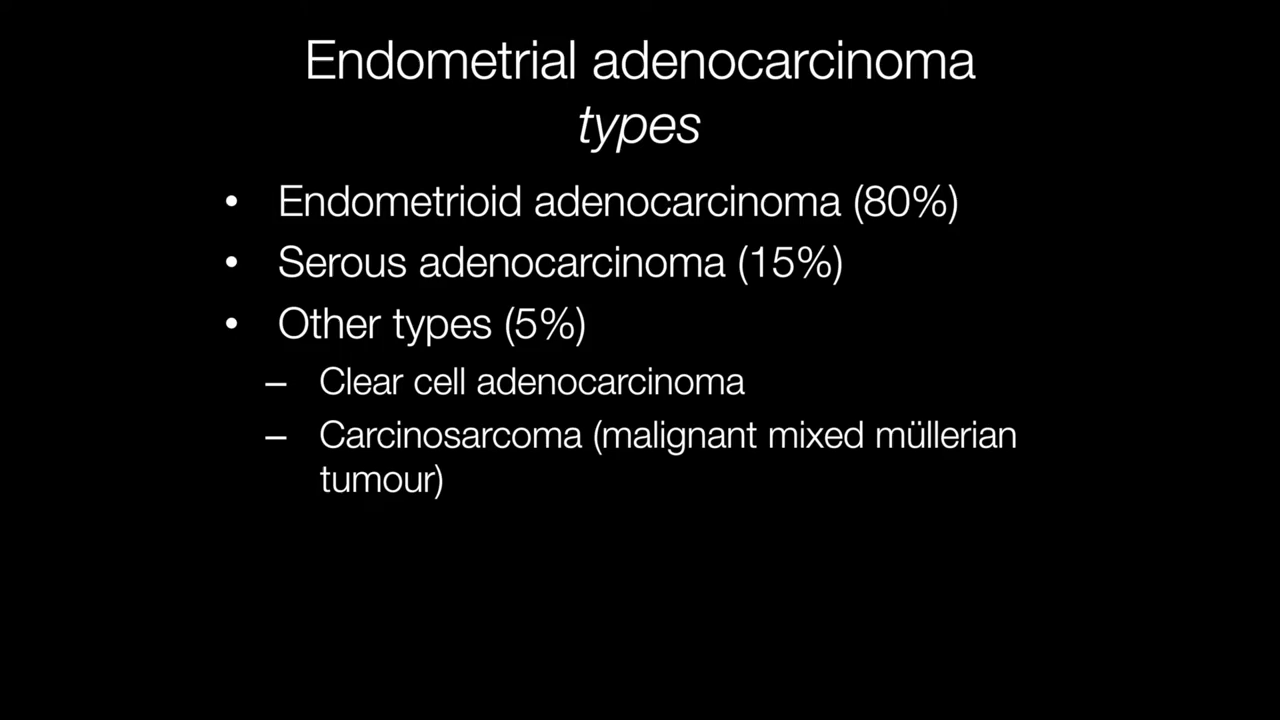 Endometrial adenocarcinoma
types
• Endometrioid adenocarcinoma (80%)
• Serous adenocarcinoma (15%)
• Other types (5%)
– Clear cell adenocarcinoma
– Carcinosarcoma (malignant mixed müllerian
tumour)